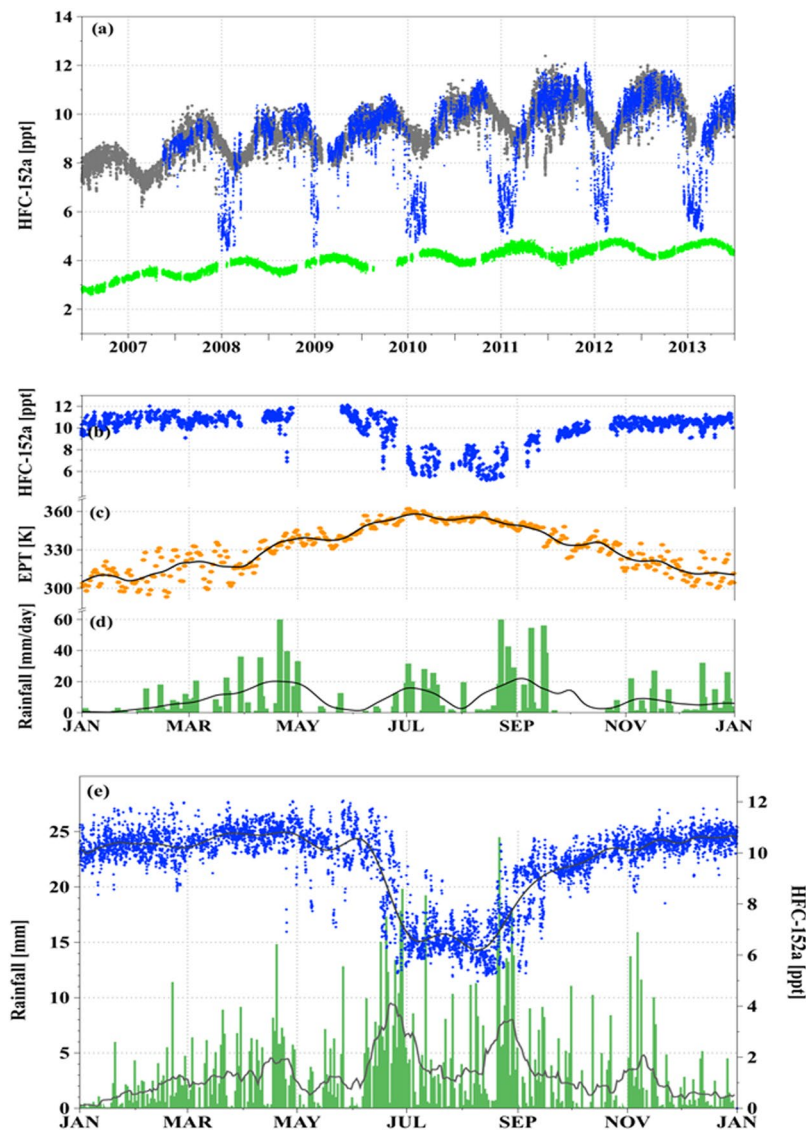 (a)
HFC-152a [ppt]
14
12
10
8
6
4
2
2007 2008 2009 2010 2011 2012 2013
(b)
HFC-152a [ppt]
12
10
8
6
(c)
EPT [K]
360
330
300
(d)
Rainfall [mm/day]
60
40
20
0
JAN MAR MAY JUL SEP NOV JAN
(e)
Rainfall [mm]
25
20
15
10
5
0
HFC-152a [ppt]
12
10
8
6
4
2
0
JAN MAR MAY JUL SEP NOV JAN